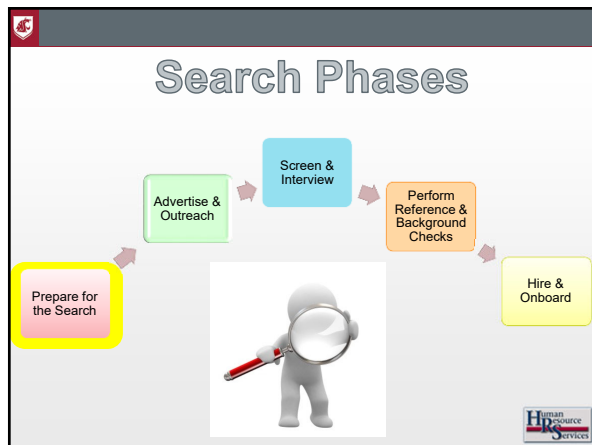 Search Phases
Prepare for
the Search
Advertise &
Outreach
Screen &
Interview
Perform
Reference &
Background
Checks
Hire &
Onboard
Human
Resource
Services